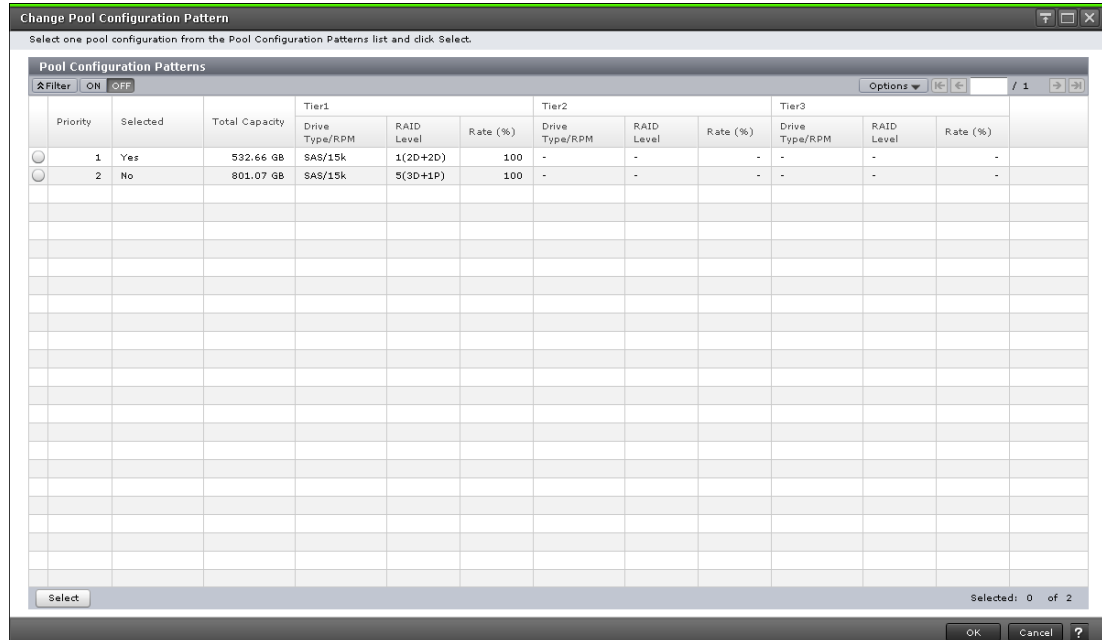 Change Pool Configuration Pattern
Select one pool configuration from the Pool Configuration Patterns list and click Select.
Pool Configuration Patterns
Filter ON OFF Options / 1
Priority Selected Total Capacity Tier1 Tier2 Tier3
Drive Type/RPM RAID Level Rate (%) Drive Type/RPM RAID Level Rate (%) Drive Type/RPM RAID Level Rate (%)
1 Yes 532.66 GB SAS/15k 1(2D+2D) 100 - - - - - -
2 No 801.07 GB SAS/15k 5(3D+1P) 100 - - - - - -
Select Selected: 0 of 2
OK Cancel ?